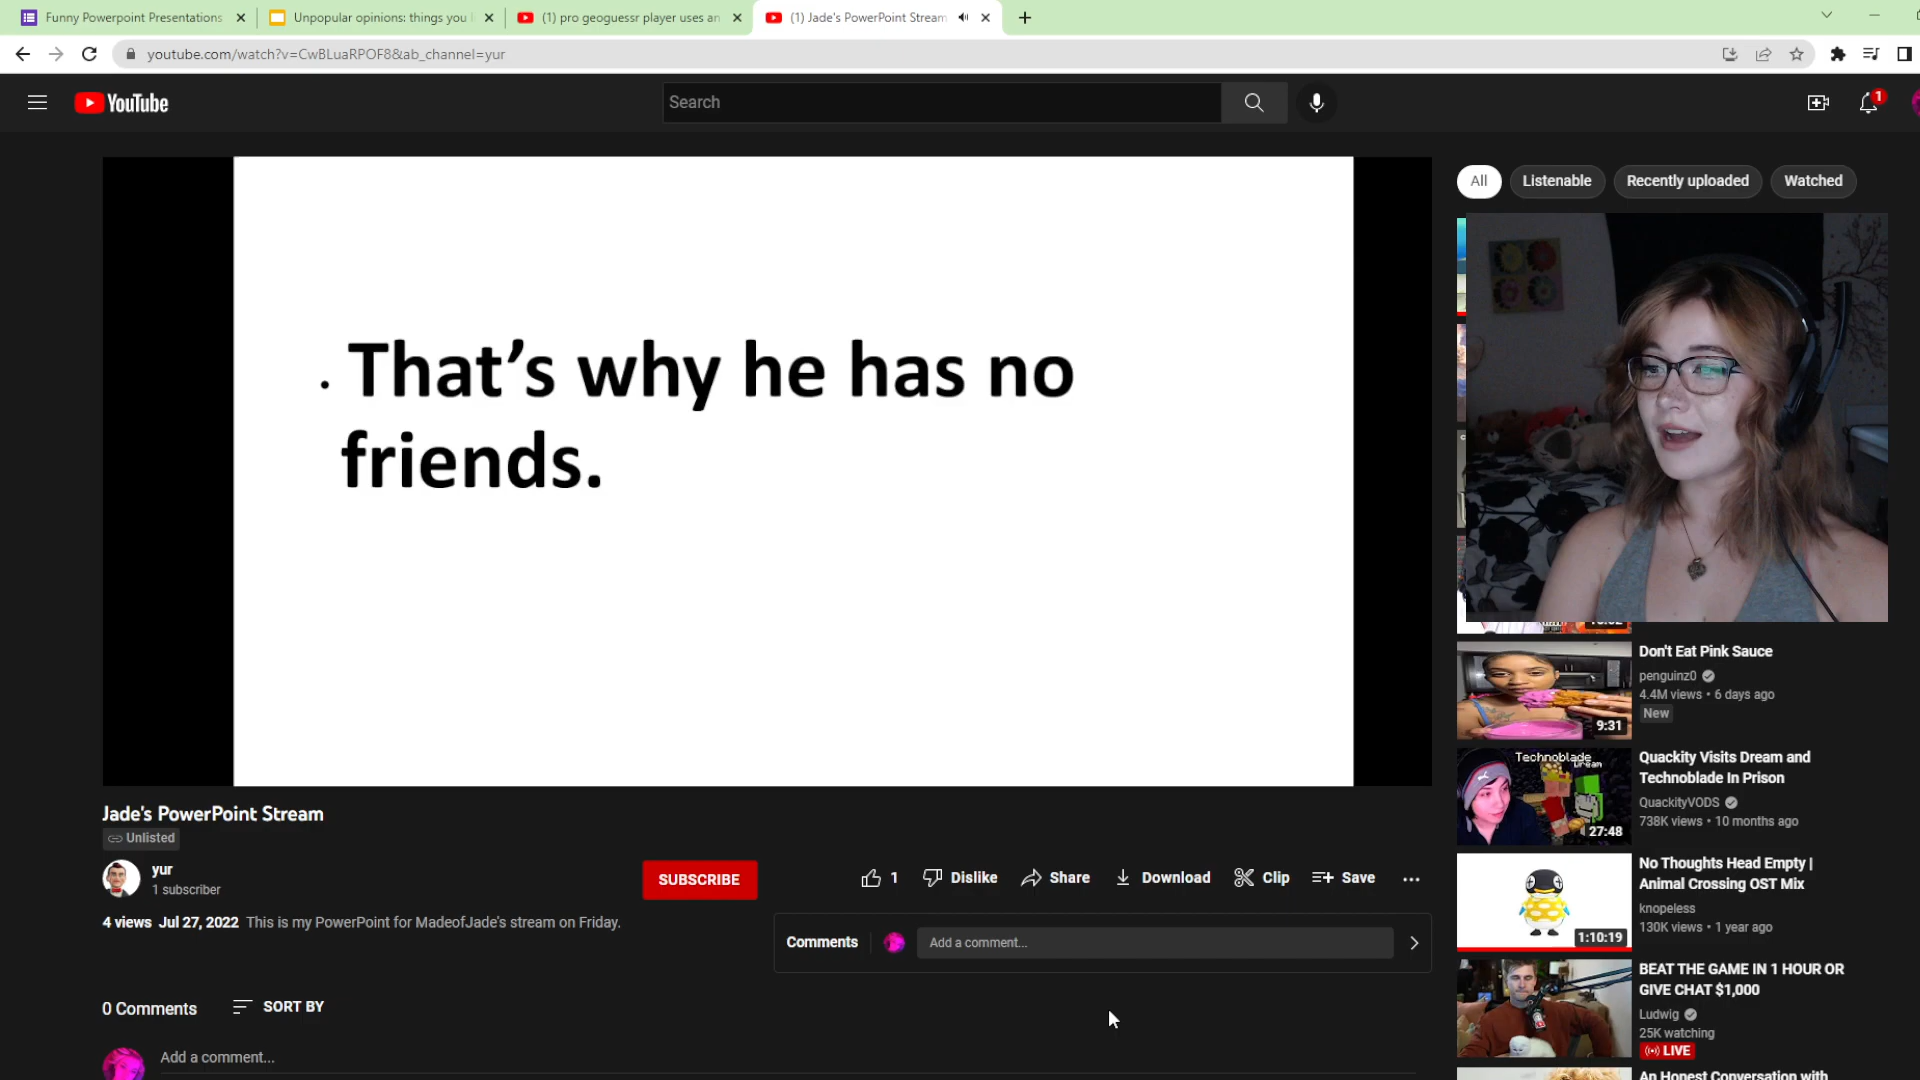 Funny Powerpoint Presentations
Unpopular opinions: things you
(1) pro geoguessr player uses an
(1) Jade's PowerPoint Stream
youtube.com/watch?v=CwBLuaRPOF8&ab_channel=yur
YouTube
Search
1
All
Listenable
Recently uploaded
Watched
• That's why he has no
friends.
Don't Eat Pink Sauce
penguinz0
4.4M views • 6 days ago
New
9:31
Technoblade
Dream
27:48
Quackity Visits Dream and
Technoblade In Prison
QuackityVODS
738K views • 10 months ago
No Thoughts Head Empty |
Animal Crossing OST Mix
knopeless
130K views • 1 year ago
1:10:19
BEAT THE GAME IN 1 HOUR OR
GIVE CHAT $1,000
Ludwig
25K watching
LIVE
An Honest Conversation with
Jade's PowerPoint Stream
Unlisted
yur
1 subscriber
SUBSCRIBE
1
Dislike
Share
Download
Clip
Save
4 views Jul 27, 2022 This is my PowerPoint for MadeofJade's stream on Friday.
Comments
Add a comment...
0 Comments
SORT BY
Add a comment...